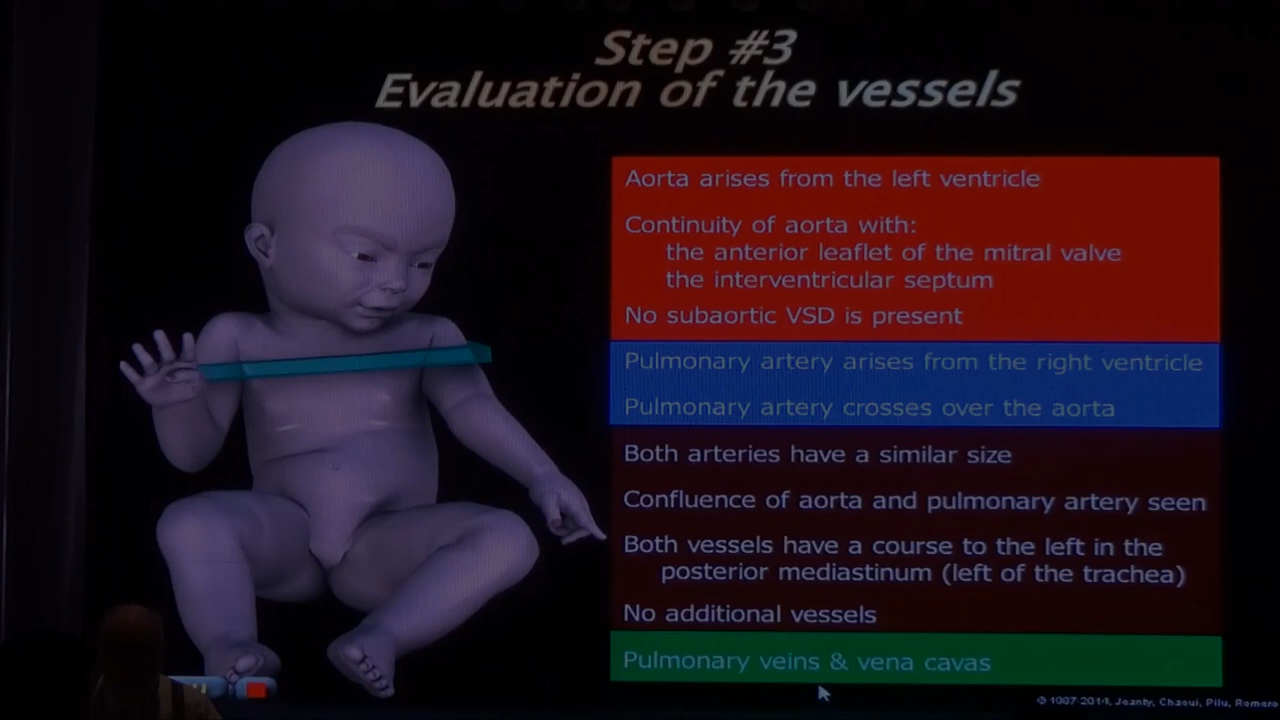 Step #3
Evaluation of the vessels
Aorta arises from the left ventricle
Continuity of aorta with:
the anterior leaflet of the mitral valve
the interventricular septum
No subaortic VSD is present
Pulmonary artery arises from the right ventricle
Pulmonary artery crosses over the aorta
Both arteries have a similar size
Confluence of aorta and pulmonary artery seen
Both vessels have a course to the left in the
posterior mediastinum (left of the trachea)
No additional vessels
Pulmonary veins & vena cavas
© 1987-2014, Jeanty, Chaoui, Pilu, Romero